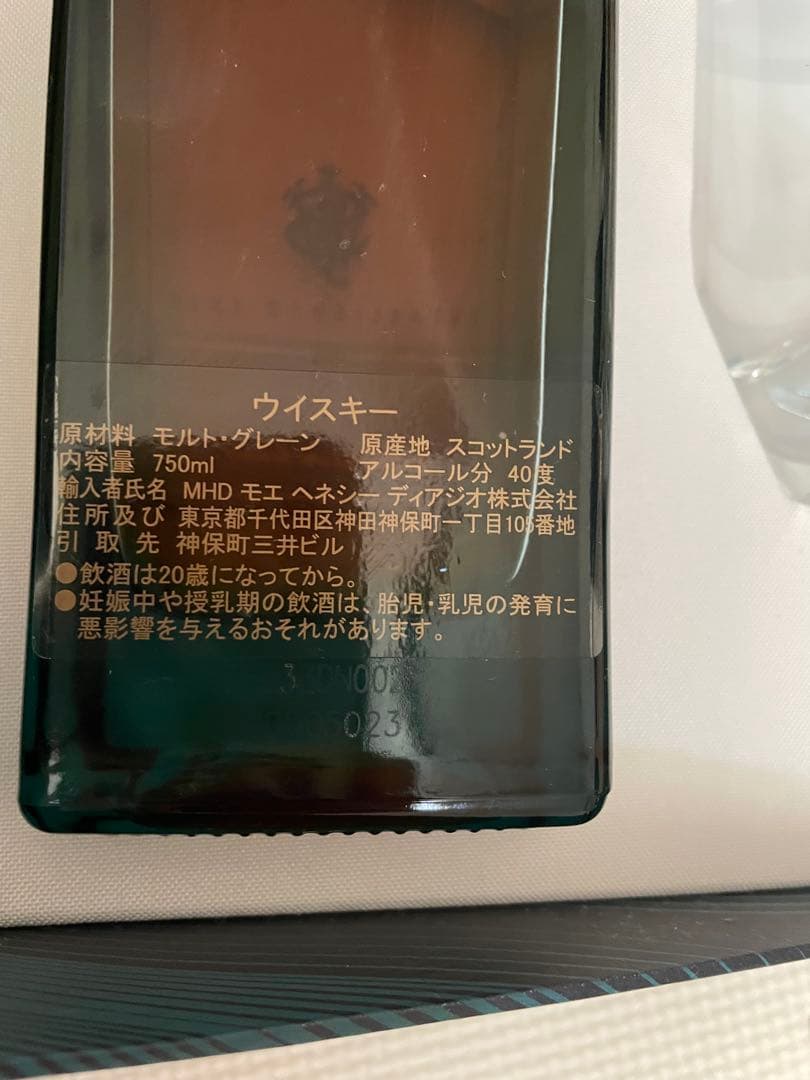 ウイスキー
原材料 モルト・グレーン 原産地 スコットランド
内容量 750ml アルコール分 40度
輸入者氏名 MHD モエ ヘネシー ディアジオ株式会社
住所及び 東京都千代田区神田神保町一丁目105番地
引取先 神保町三井ビル
●飲酒は20歳になってから。
●妊娠中や授乳期の飲酒は、胎児・乳児の発育に
悪影響を与えるおそれがあります。